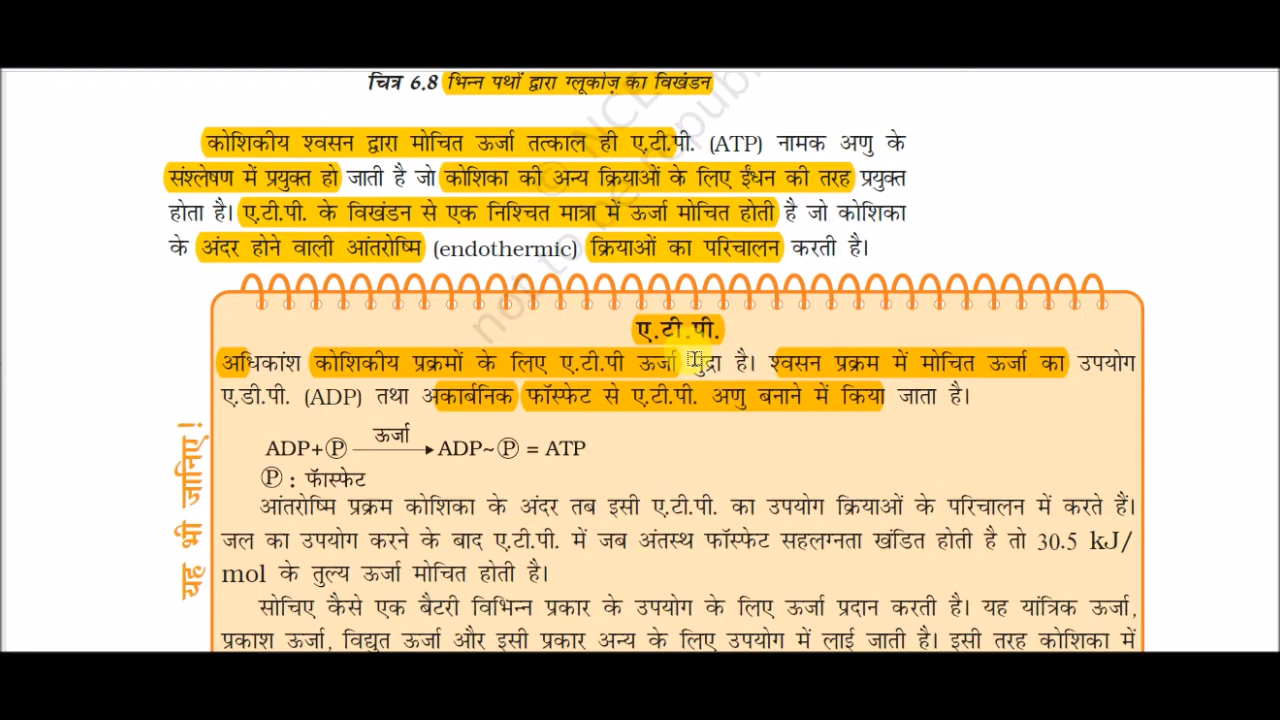 चित्र 6.8 भिन्न पथों द्वारा ग्लूकोज़ का विखंडन
कोशिकीय श्वसन द्वारा मोचित ऊर्जा तत्काल ही ए.टी.पी. (ATP) नामक अणु के
संश्लेषण में प्रयुक्त हो जाती है जो कोशिका की अन्य क्रियाओं के लिए ईंधन की तरह प्रयुक्त
होता है। ए.टी.पी. के विखंडन से एक निश्चित मात्रा में ऊर्जा मोचित होती है जो कोशिका
के अंदर होने वाली आंतरोष्मि (endothermic) क्रियाओं का परिचालन करती है।
ए.टी.पी.
अधिकांश कोशिकीय प्रक्रमों के लिए ए.टी.पी ऊर्जा मुद्रा है। श्वसन प्रक्रम में मोचित ऊर्जा का उपयोग
ए.डी.पी. (ADP) तथा अकार्बनिक फॉस्फेट से ए.टी.पी. अणु बनाने में किया जाता है।
ऊर्जा
ADP+Ⓟ → ADP~Ⓟ = ATP
Ⓟ : फॅास्फेट
आंतरोष्मि प्रक्रम कोशिका के अंदर तब इसी ए.टी.पी. का उपयोग क्रियाओं के परिचालन में करते हैं।
जल का उपयोग करने के बाद ए.टी.पी. में जब अंतस्थ फॉस्फेट सहलग्नता खंडित होती है तो 30.5 kJ/
mol के तुल्य ऊर्जा मोचित होती है।
सोचिए कैसे एक बैटरी विभिन्न प्रकार के उपयोग के लिए ऊर्जा प्रदान करती है। यह यांत्रिक ऊर्जा,
प्रकाश ऊर्जा, विद्युत ऊर्जा और इसी प्रकार अन्य के लिए उपयोग में लाई जाती है। इसी तरह कोशिका में
यह भी जानिए!